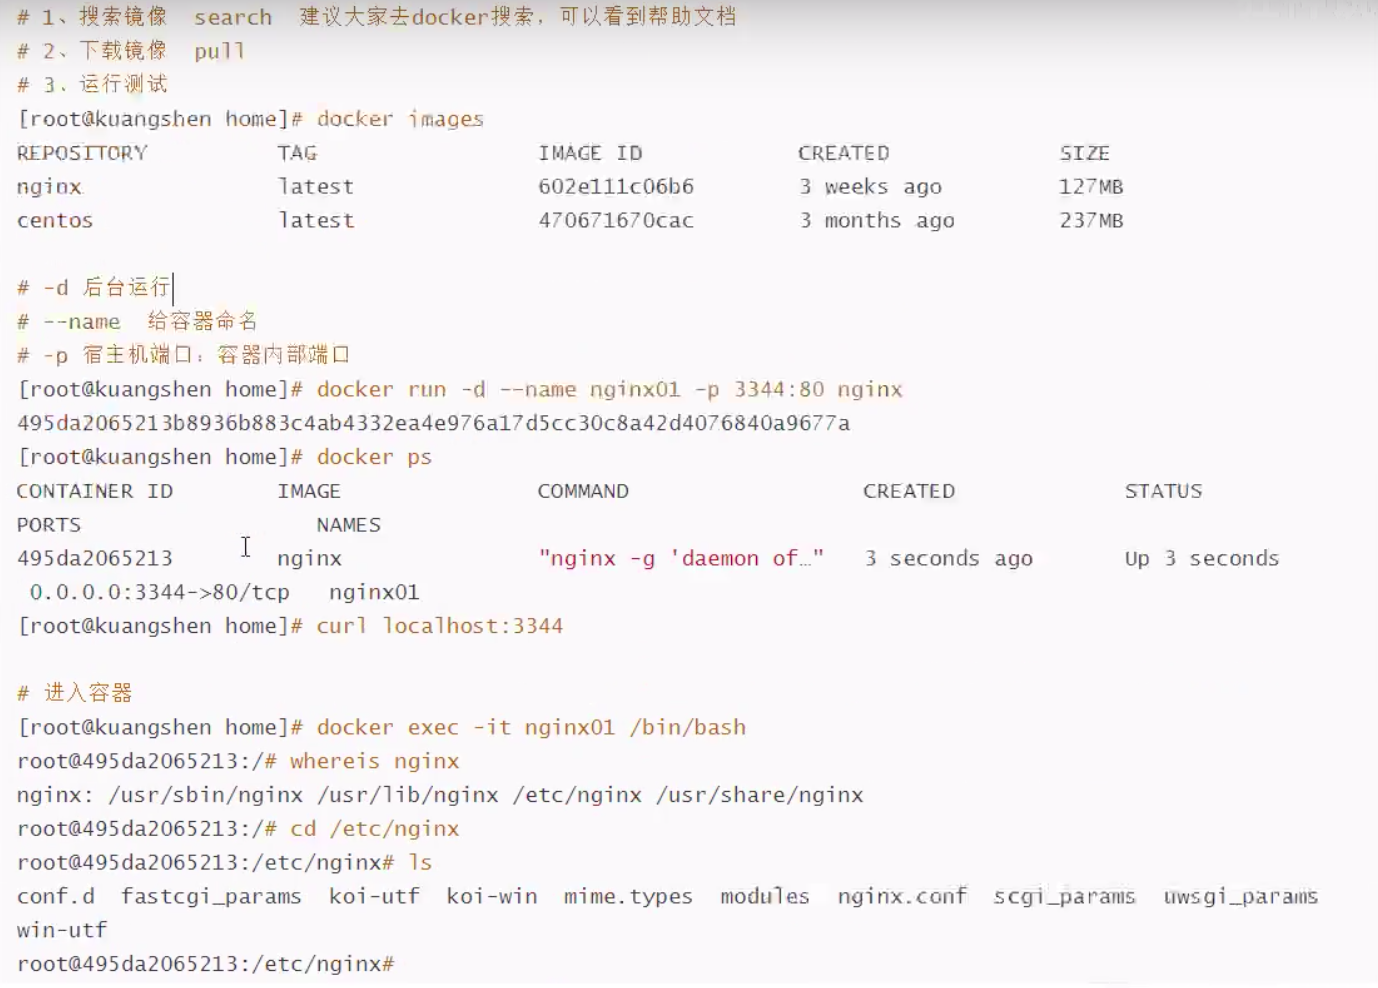 # 1、搜索镜像  search  建议大家去docker搜索，可以看到帮助文档
# 2、下载镜像  pull
# 3、运行测试
[root@kuangshen home]# docker images
REPOSITORY          TAG                 IMAGE ID            CREATED             SIZE
nginx               latest              602e111c06b6        3 weeks ago         127MB
centos              latest              470671670cac        3 months ago        237MB
# -d 后台运行
# --name  给容器命名
# -p 宿主机端口：容器内部端口
[root@kuangshen home]# docker run -d --name nginx01 -p 3344:80 nginx
495da2065213b8936b883c4ab4332ea4e976a17d5cc30c8a42d4076840a9677a
[root@kuangshen home]# docker ps
CONTAINER ID        IMAGE               COMMAND                  CREATED             STATUS
PORTS                  NAMES
495da2065213        nginx               "nginx -g 'daemon of…"   3 seconds ago       Up 3 seconds
 0.0.0.0:3344->80/tcp   nginx01
[root@kuangshen home]# curl localhost:3344
# 进入容器
[root@kuangshen home]# docker exec -it nginx01 /bin/bash
root@495da2065213:/# whereis nginx
nginx: /usr/sbin/nginx /usr/lib/nginx /etc/nginx /usr/share/nginx
root@495da2065213:/# cd /etc/nginx
root@495da2065213:/etc/nginx# ls
conf.d  fastcgi_params  koi-utf  koi-win  mime.types  modules  nginx.conf  scgi_params  uwsgi_params
win-utf
root@495da2065213:/etc/nginx#